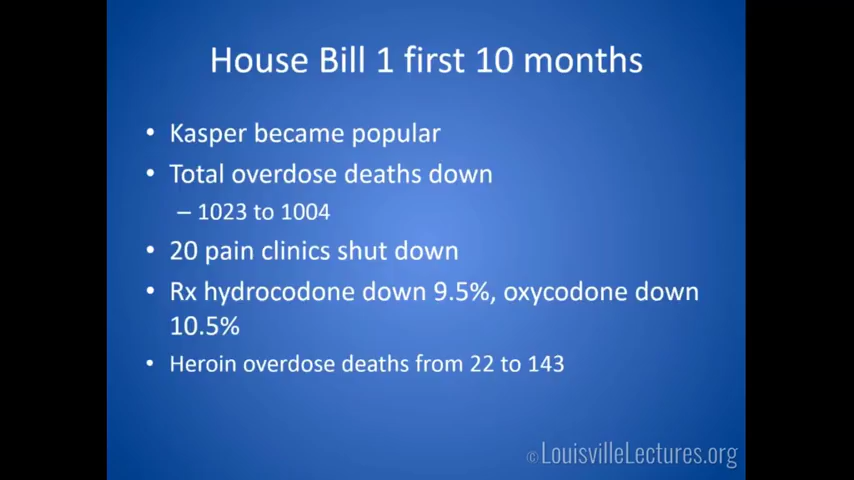 House Bill 1 first 10 months
• Kasper became popular
• Total overdose deaths down
– 1023 to 1004
• 20 pain clinics shut down
• Rx hydrocodone down 9.5%, oxycodone down
10.5%
• Heroin overdose deaths from 22 to 143
© LouisvilleLectures.org